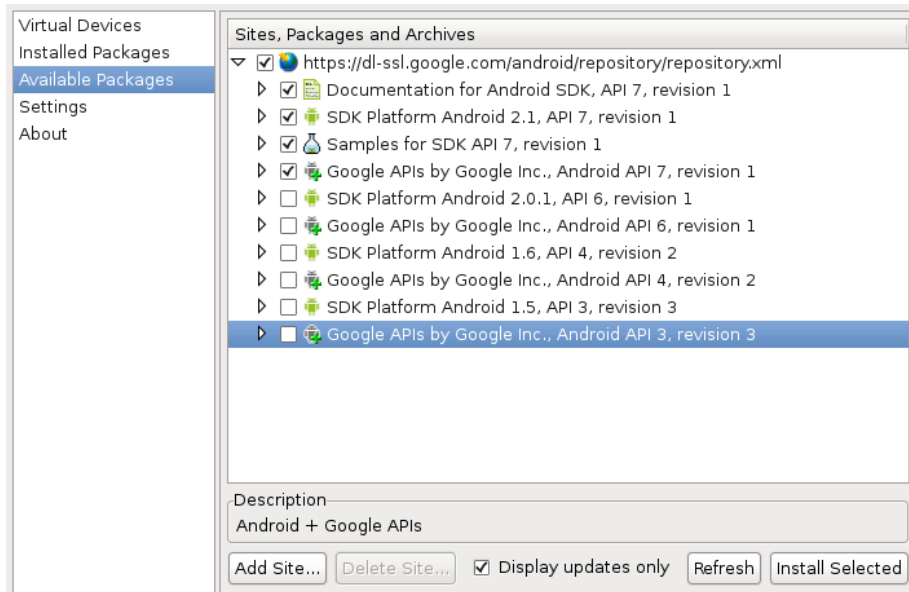 Virtual Devices
Installed Packages
Available Packages
Settings
About
Sites, Packages and Archives
https://dl-ssl.google.com/android/repository/repository.xml
Documentation for Android SDK, API 7, revision 1
SDK Platform Android 2.1, API 7, revision 1
Samples for SDK API 7, revision 1
Google APIs by Google Inc., Android API 7, revision 1
SDK Platform Android 2.0.1, API 6, revision 1
Google APIs by Google Inc., Android API 6, revision 1
SDK Platform Android 1.6, API 4, revision 2
Google APIs by Google Inc., Android API 4, revision 2
SDK Platform Android 1.5, API 3, revision 3
Google APIs by Google Inc., Android API 3, revision 3
Description
Android + Google APIs
Add Site... Delete Site... Display updates only Refresh Install Selected